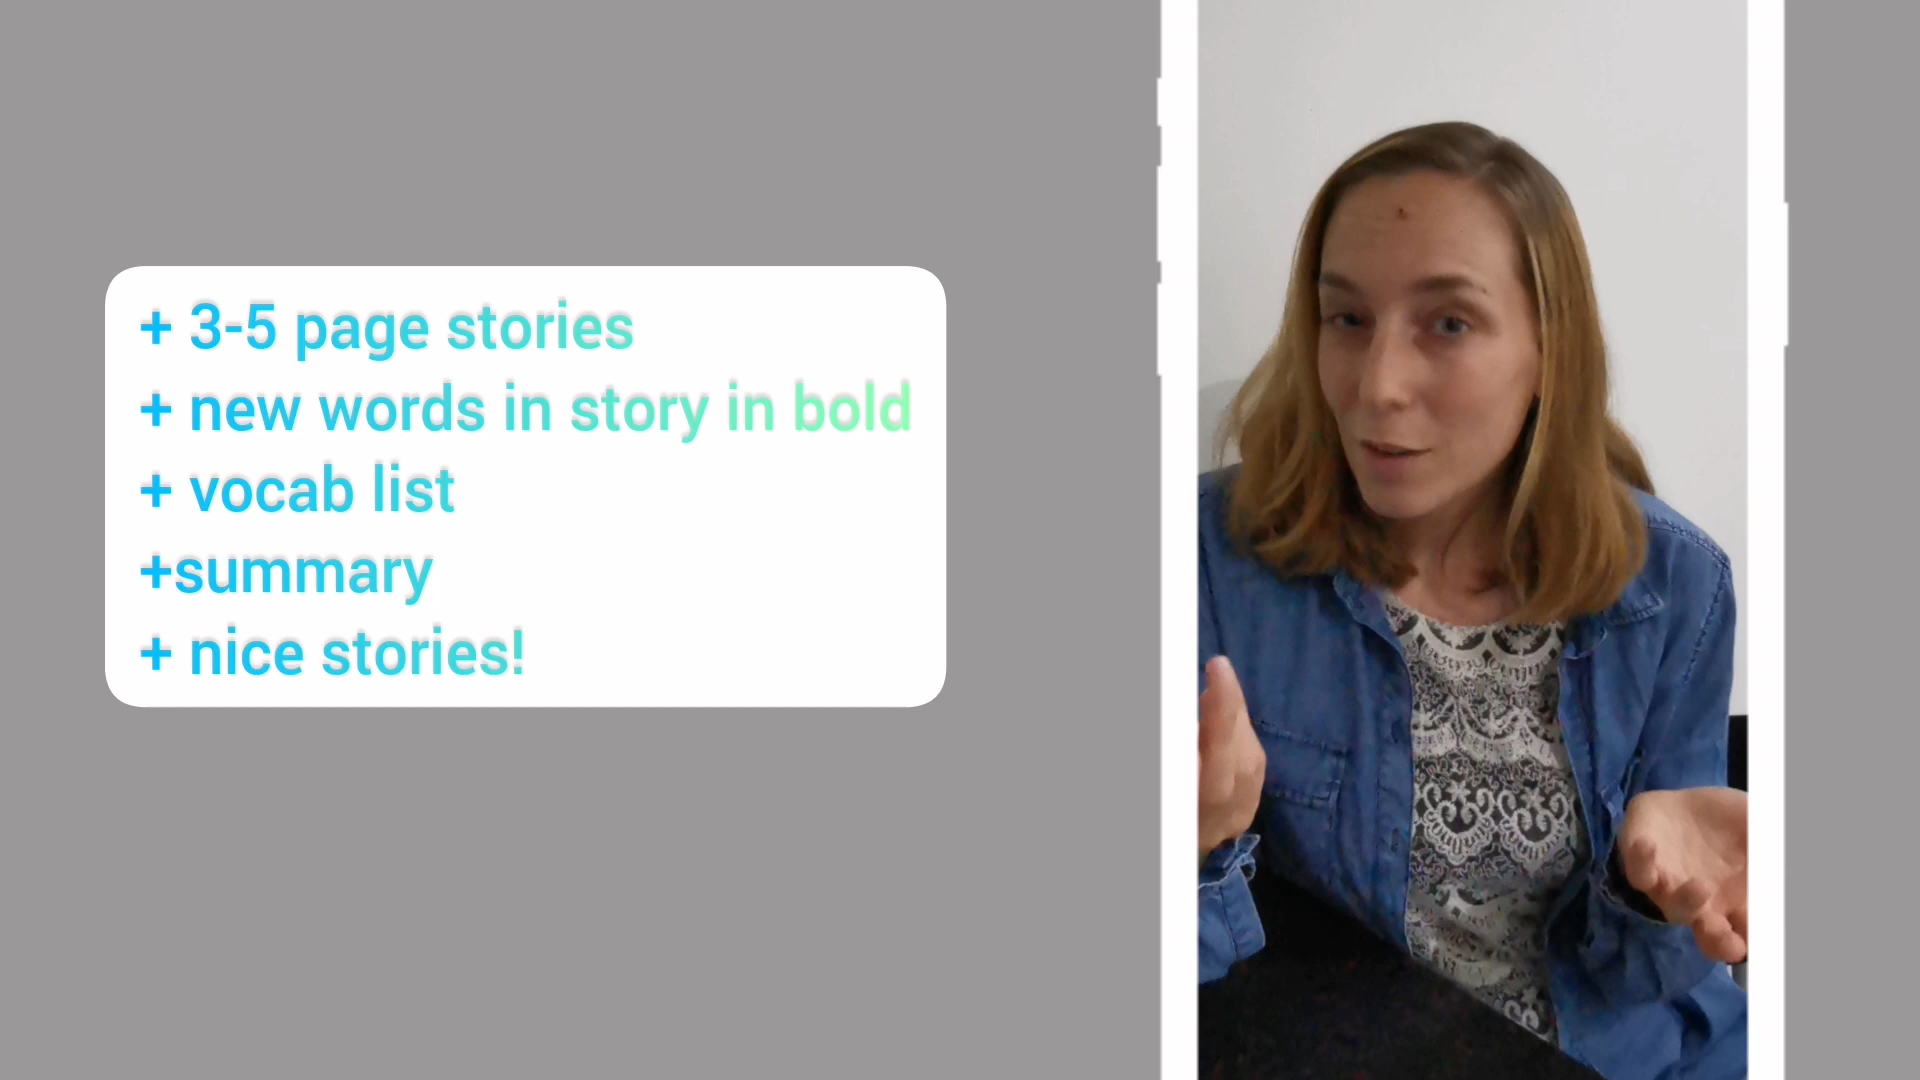 + 3-5 page stories
+ new words in story in bold
+ vocab list
+summary
+ nice stories!